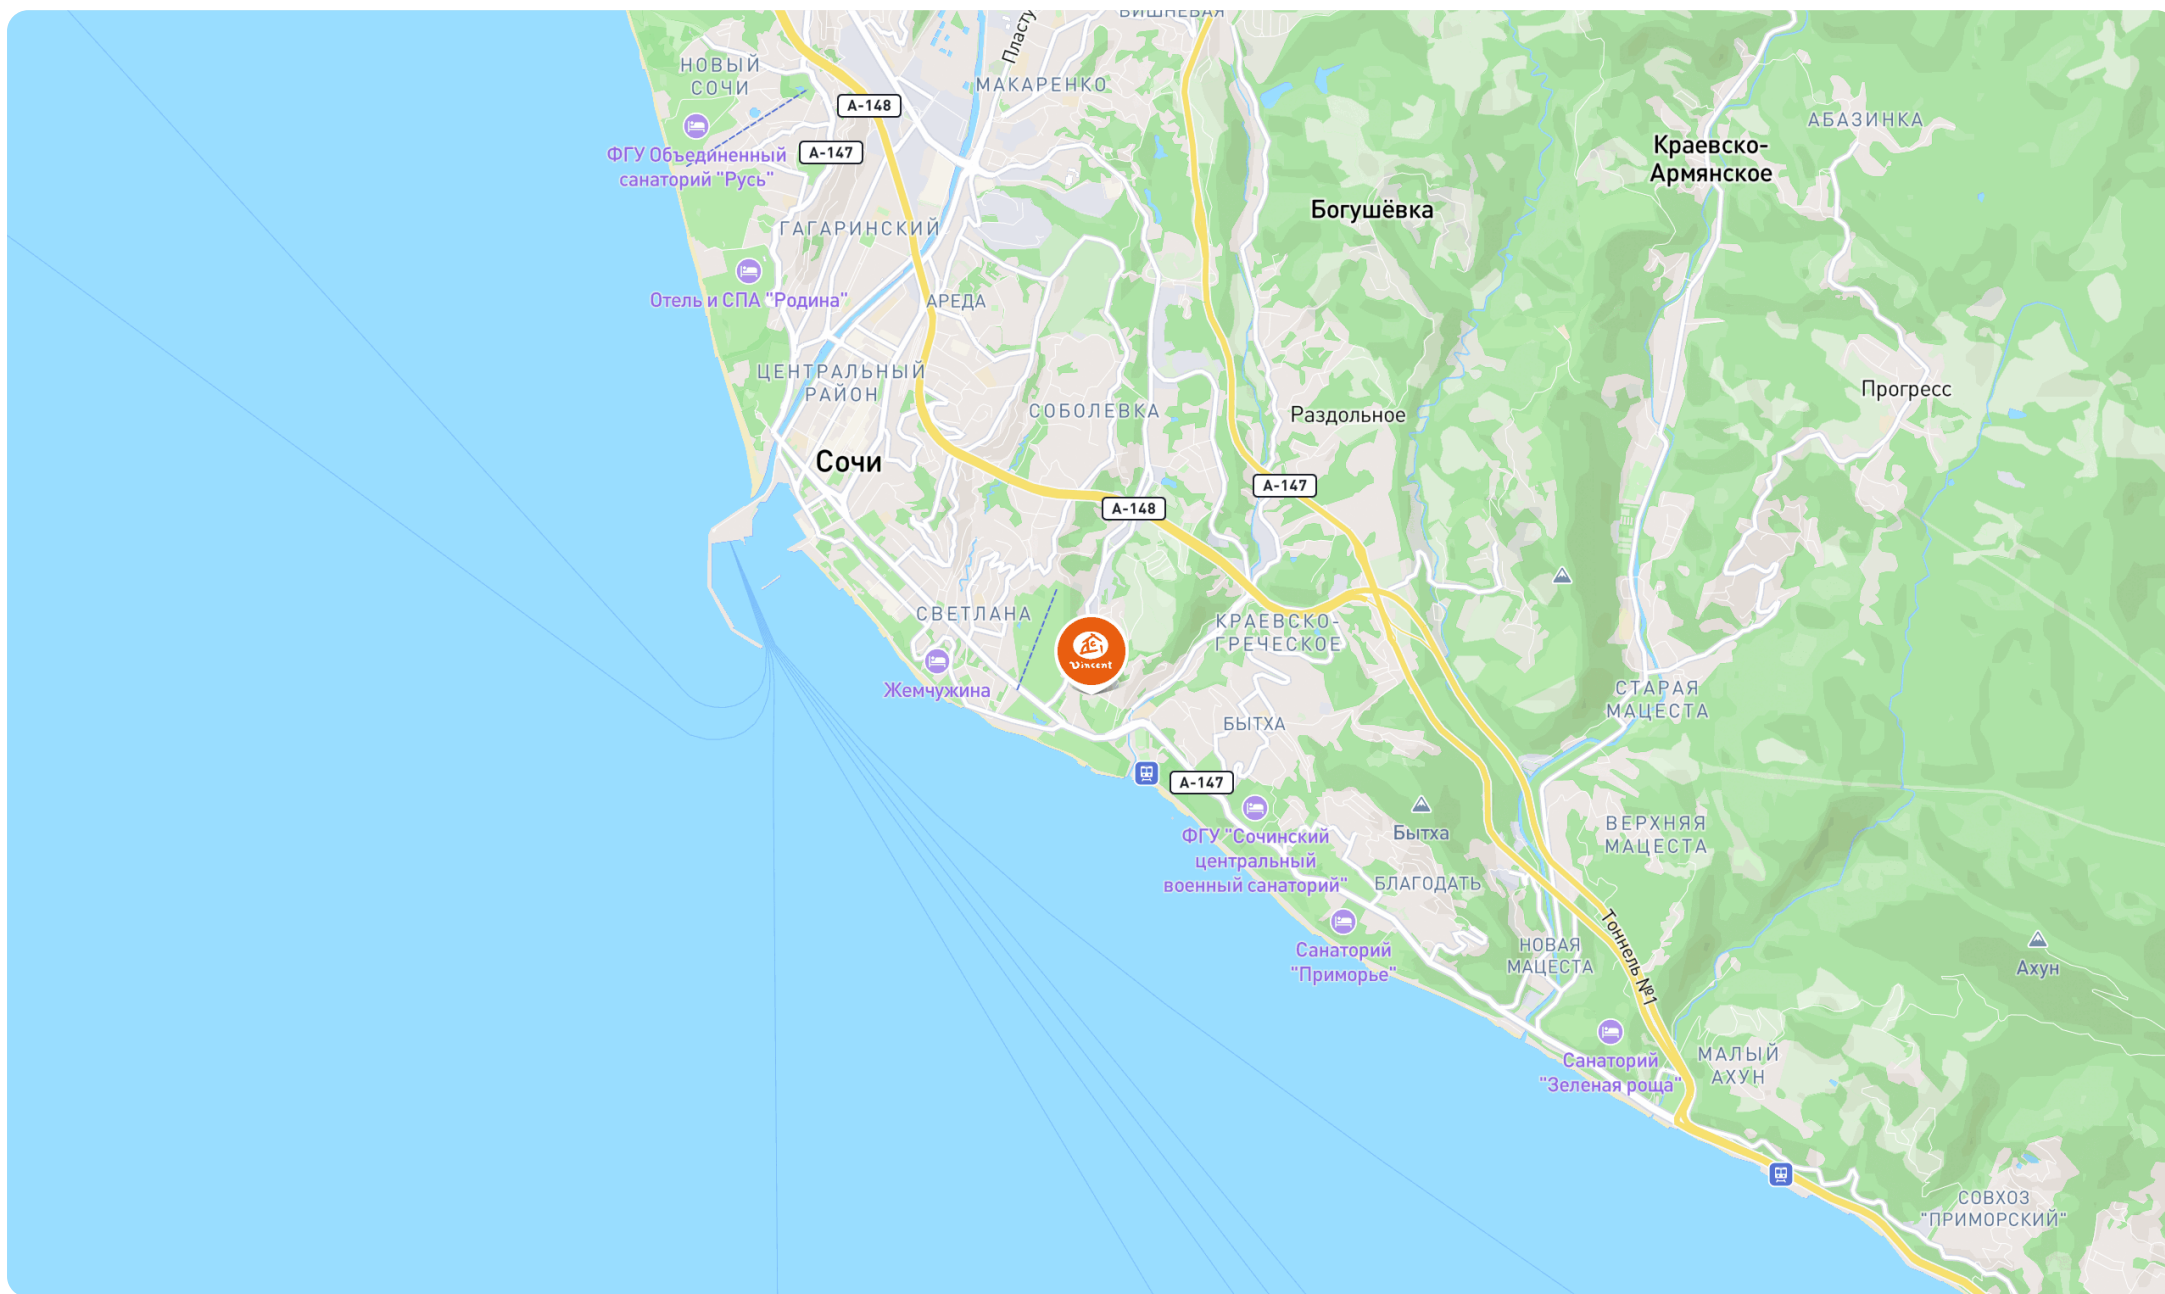 ВИШНЕВАЯ
Пласту
НОВЫЙ
СОЧИ
МАКАРЕНКО
А-148
А-147
ФГУ Объединенный
санаторий "Русь"
АБАЗИНКА
Краевско-
Армянское
Богушёвка
ГАГАРИНСКИЙ
Отель и СПА "Родина"
АРЕДА
ЦЕНТРАЛЬНЫЙ
РАЙОН
СОБОЛЕВКА
Раздольное
Прогресс
Сочи
А-147
А-148
СВЕТЛАНА
КРАЕВСКО-
ГРЕЧЕСКОЕ
Vincent
Жемчужина
СТАРАЯ
МАЦЕСТА
БЫТХА
А-147
ФГУ "Сочинский
центральный
военный санаторий"
Бытха
ВЕРХНЯЯ
МАЦЕСТА
БЛАГОДАТЬ
Санаторий
"Приморье"
НОВАЯ
МАЦЕСТА
Тоннель №1
Ахун
Санаторий
"Зеленая роща"
МАЛЫЙ
АХУН
СОВХОЗ
"ПРИМОРСКИЙ"